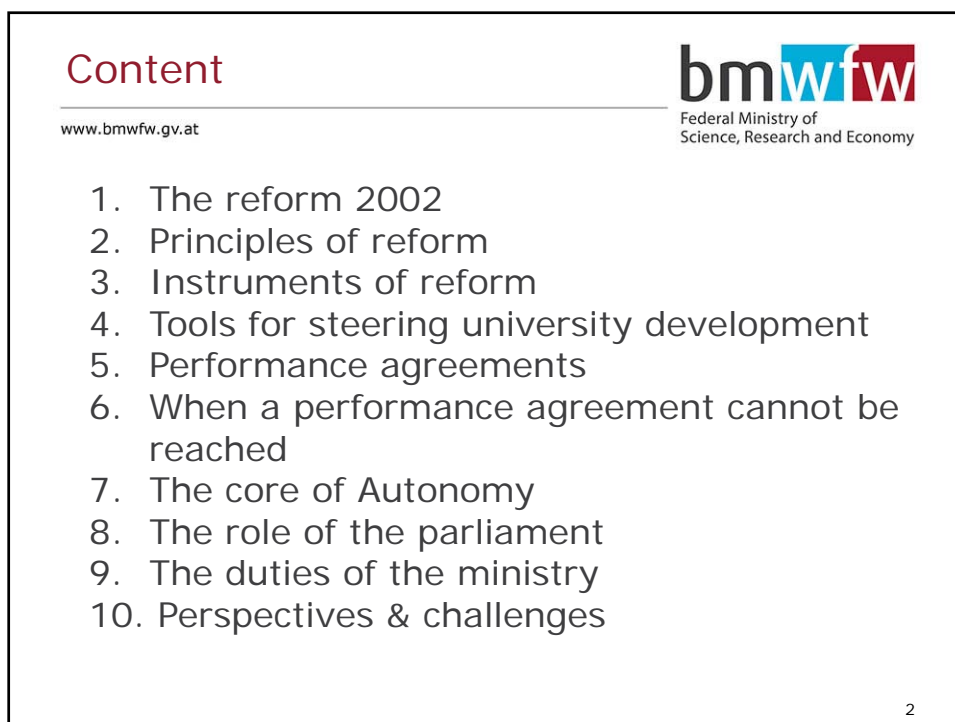 Content
bmwfw
www.bmwfw.gv.at
Federal Ministry of
Science, Research and Economy
1. The reform 2002
2. Principles of reform
3. Instruments of reform
4. Tools for steering university development
5. Performance agreements
6. When a performance agreement cannot be
reached
7. The core of Autonomy
8. The role of the parliament
9. The duties of the ministry
10. Perspectives & challenges
2